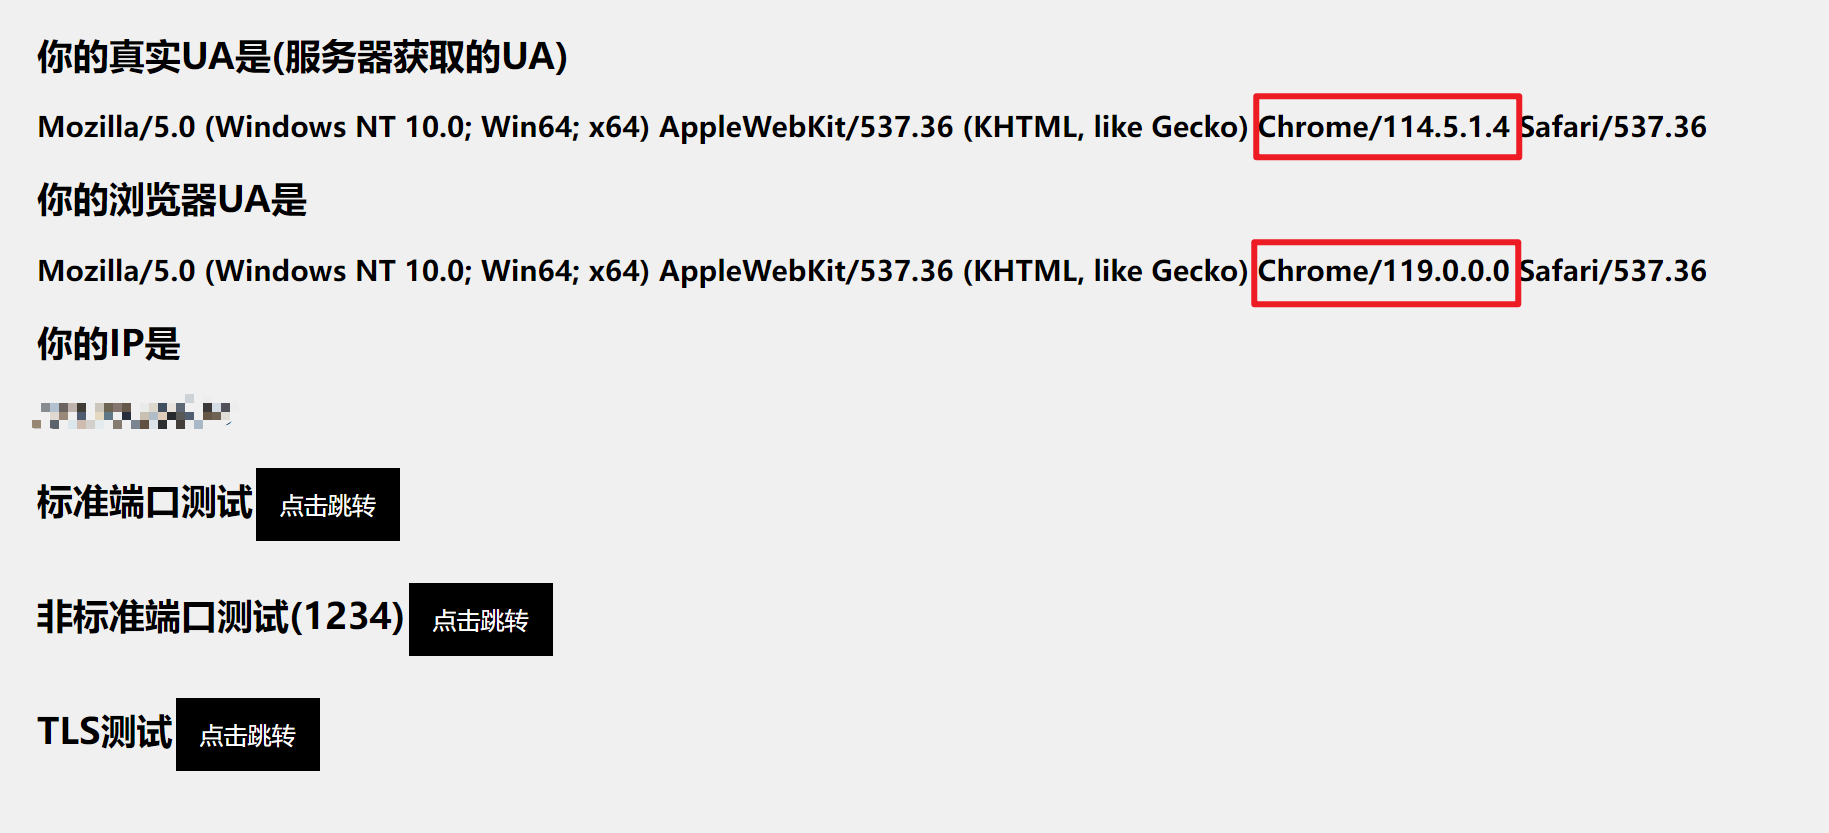 你的真实UA是(服务器获取的UA)
Mozilla/5.0 (Windows NT 10.0; Win64; x64) AppleWebKit/537.36 (KHTML, like Gecko) Chrome/114.5.1.4 Safari/537.36
你的浏览器UA是
Mozilla/5.0 (Windows NT 10.0; Win64; x64) AppleWebKit/537.36 (KHTML, like Gecko) Chrome/119.0.0.0 Safari/537.36
你的IP是
标准端口测试 点击跳转
非标准端口测试(1234) 点击跳转
TLS测试 点击跳转